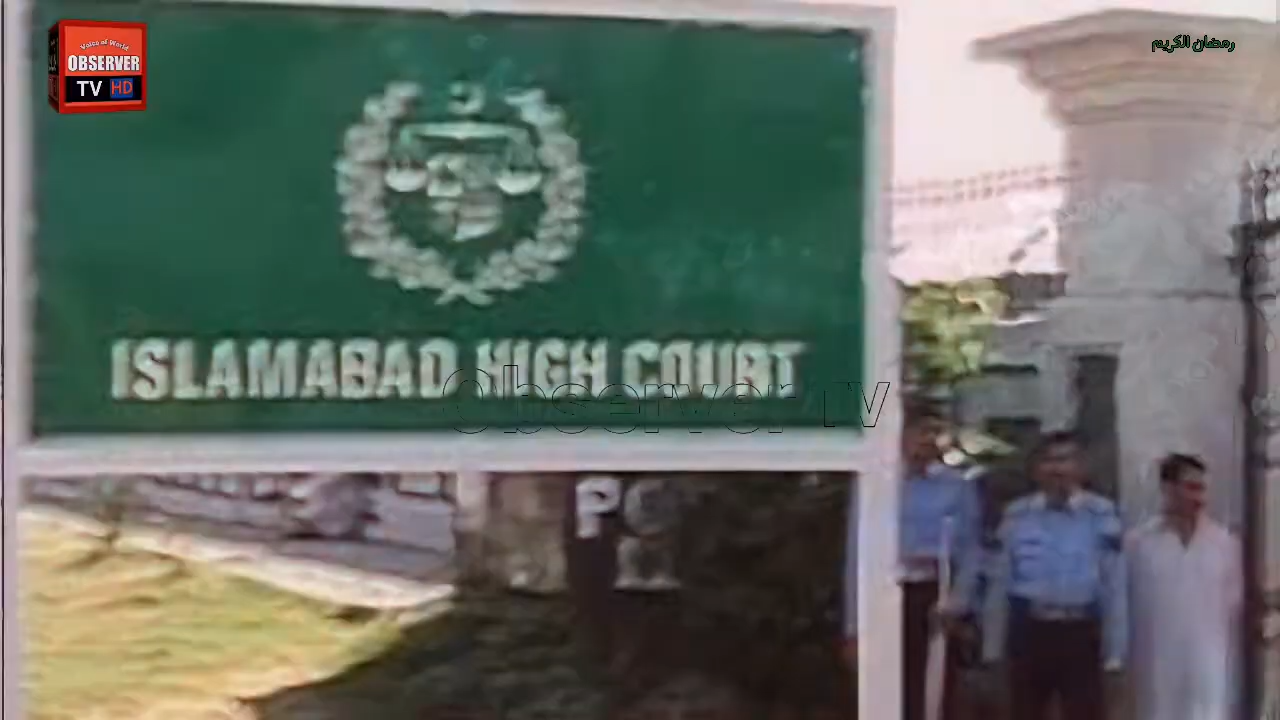 Voice of World
OBSERVER
TV HD
رمضان الكريم
ISLAMABAD HIGH COURT
Observer TV